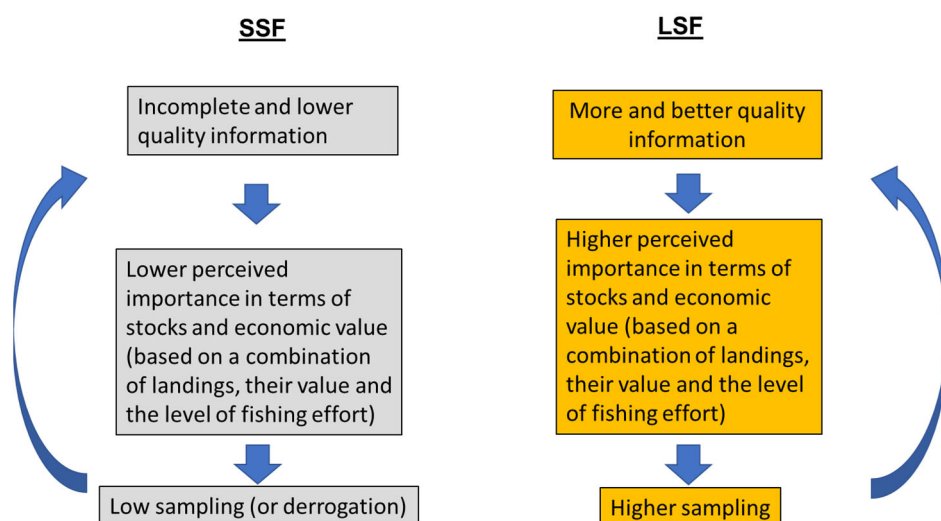 SSF
Incomplete and lower
quality information
Lower perceived
importance in terms of
stocks and economic value
(based on a combination
of landings, their value and
the level of fishing effort)
Low sampling (or derrogation)
LSF
More and better quality
information
Higher perceived
importance in terms of
stocks and economic
value (based on a
combination of landings,
their value and the level
of fishing effort)
Higher sampling